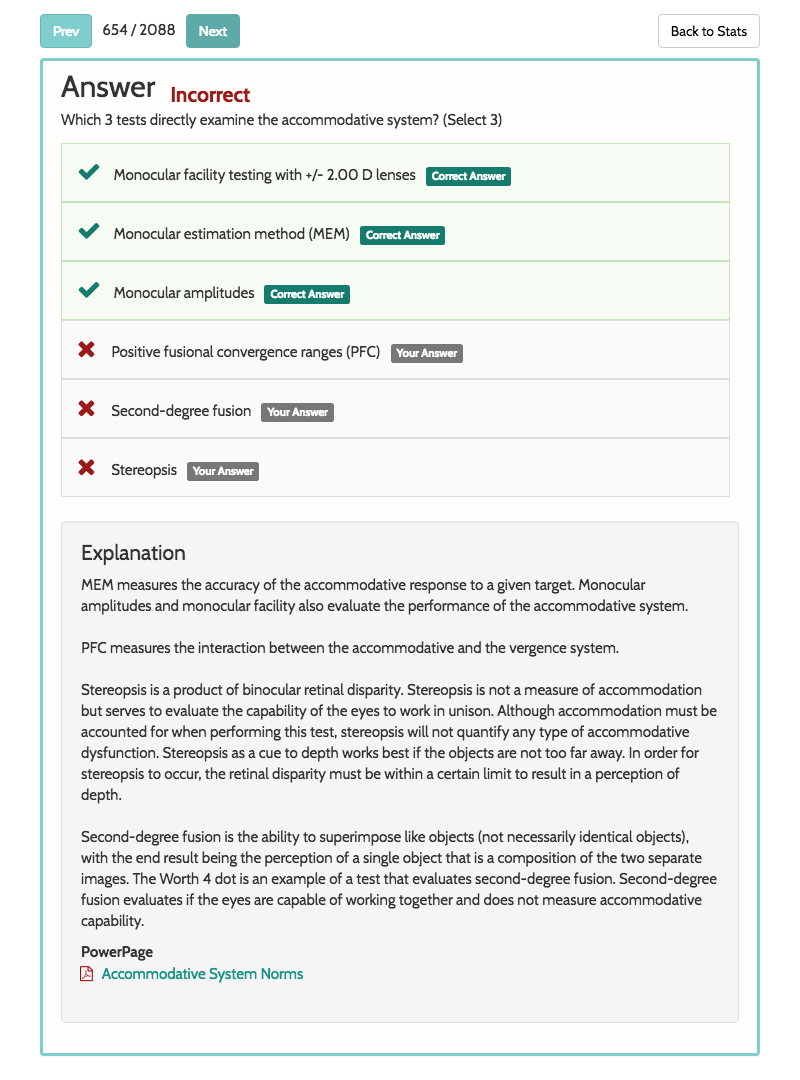 Prev 654 / 2088 Next Back to Stats
Answer Incorrect
Which 3 tests directly examine the accommodative system? (Select 3)
Monocular facility testing with +/- 2.00 D lenses Correct Answer
Monocular estimation method (MEM) Correct Answer
Monocular amplitudes Correct Answer
Positive fusional convergence ranges (PFC) Your Answer
Second-degree fusion Your Answer
Stereopsis Your Answer
Explanation
MEM measures the accuracy of the accommodative response to a given target. Monocular
amplitudes and monocular facility also evaluate the performance of the accommodative system.
PFC measures the interaction between the accommodative and the vergence system.
Stereopsis is a product of binocular retinal disparity. Stereopsis is not a measure of accommodation
but serves to evaluate the capability of the eyes to work in unison. Although accommodation must be
accounted for when performing this test, stereopsis will not quantify any type of accommodative
dysfunction. Stereopsis as a cue to depth works best if the objects are not too far away. In order for
stereopsis to occur, the retinal disparity must be within a certain limit to result in a perception of
depth.
Second-degree fusion is the ability to superimpose like objects (not necessarily identical objects),
with the end result being the perception of a single object that is a composition of the two separate
images. The Worth 4 dot is an example of a test that evaluates second-degree fusion. Second-degree
fusion evaluates if the eyes are capable of working together and does not measure accommodative
capability.
PowerPage
Accommodative System Norms